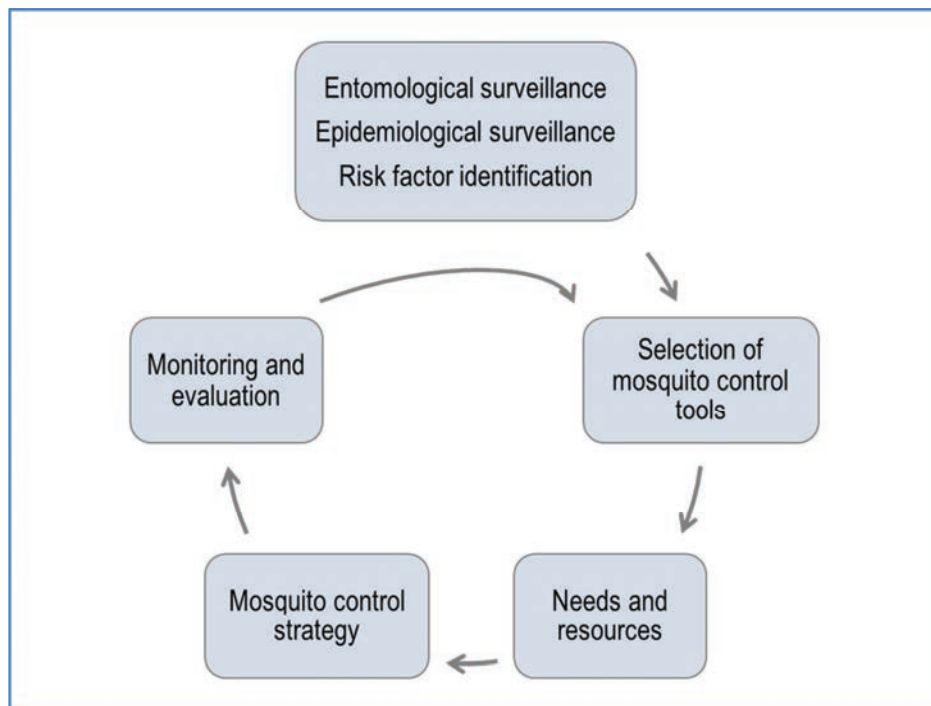 Entomological surveillance
Epidemiological surveillance
Risk factor identification
Monitoring and
evaluation
Selection of
mosquito control
tools
Mosquito control
strategy
Needs and
resources